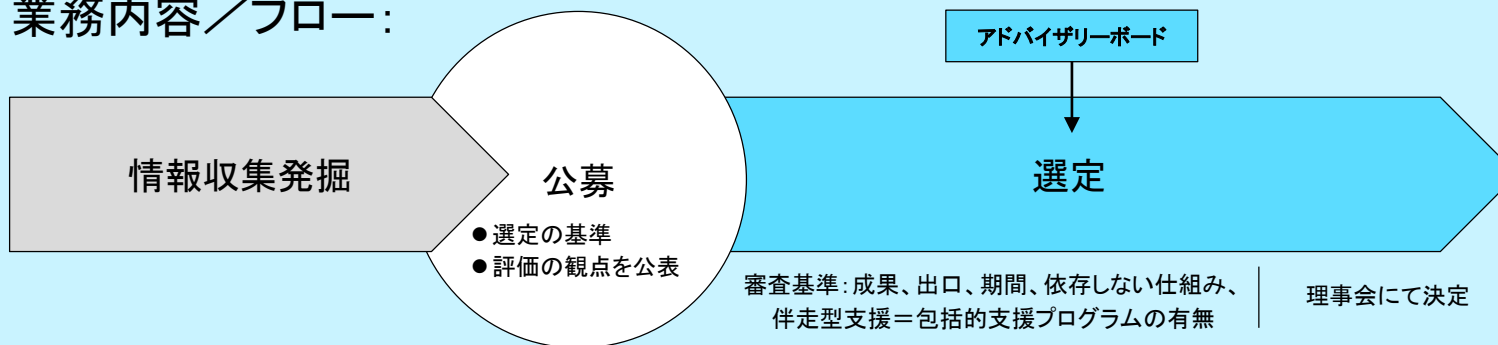 業務内容／フロー：
アドバイザリーボード
情報収集発掘
公募
●選定の基準
●評価の観点を公表
選定
審査基準：成果、出口、期間、依存しない仕組み、
伴走型支援＝包括的支援プログラムの有無
理事会にて決定